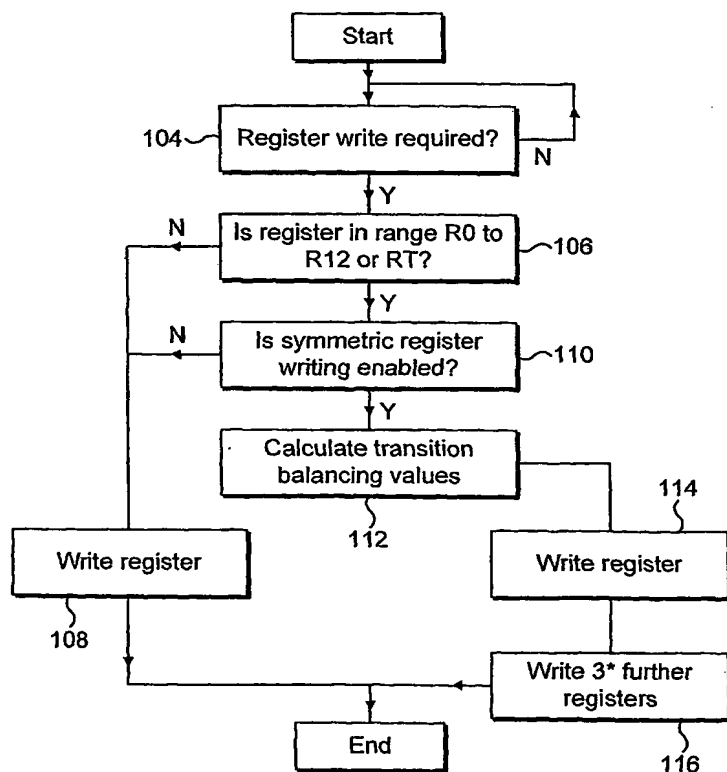 Start
104
Register write required?
N
Y
N
Is register in range R0 to
R12 or RT?
106
Y
N
Is symmetric register
writing enabled?
110
Y
Calculate transition
balancing values
112
114
Write register
108
Write register
Write 3* further
registers
116
End